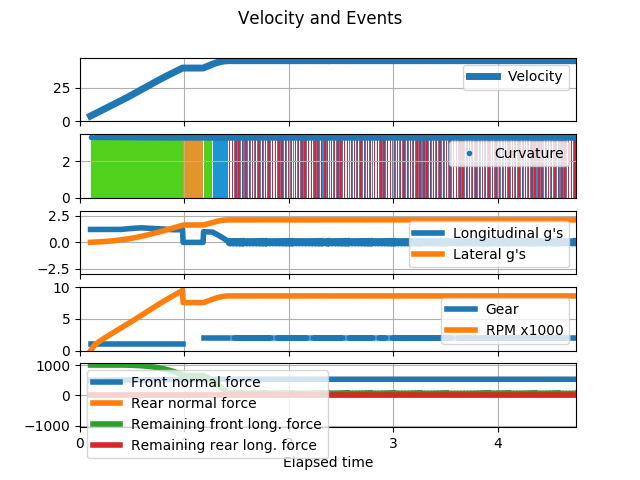 Velocity and Events
25
0
Velocity
2
0
Curvature
2.5
0.0
−2.5
Longitudinal g's
Lateral g's
10
5
0
Gear
RPM x1000
1000
0
−1000
Front normal force
Rear normal force
Remaining front long. force
Remaining rear long. force
0 3 4
Elapsed time